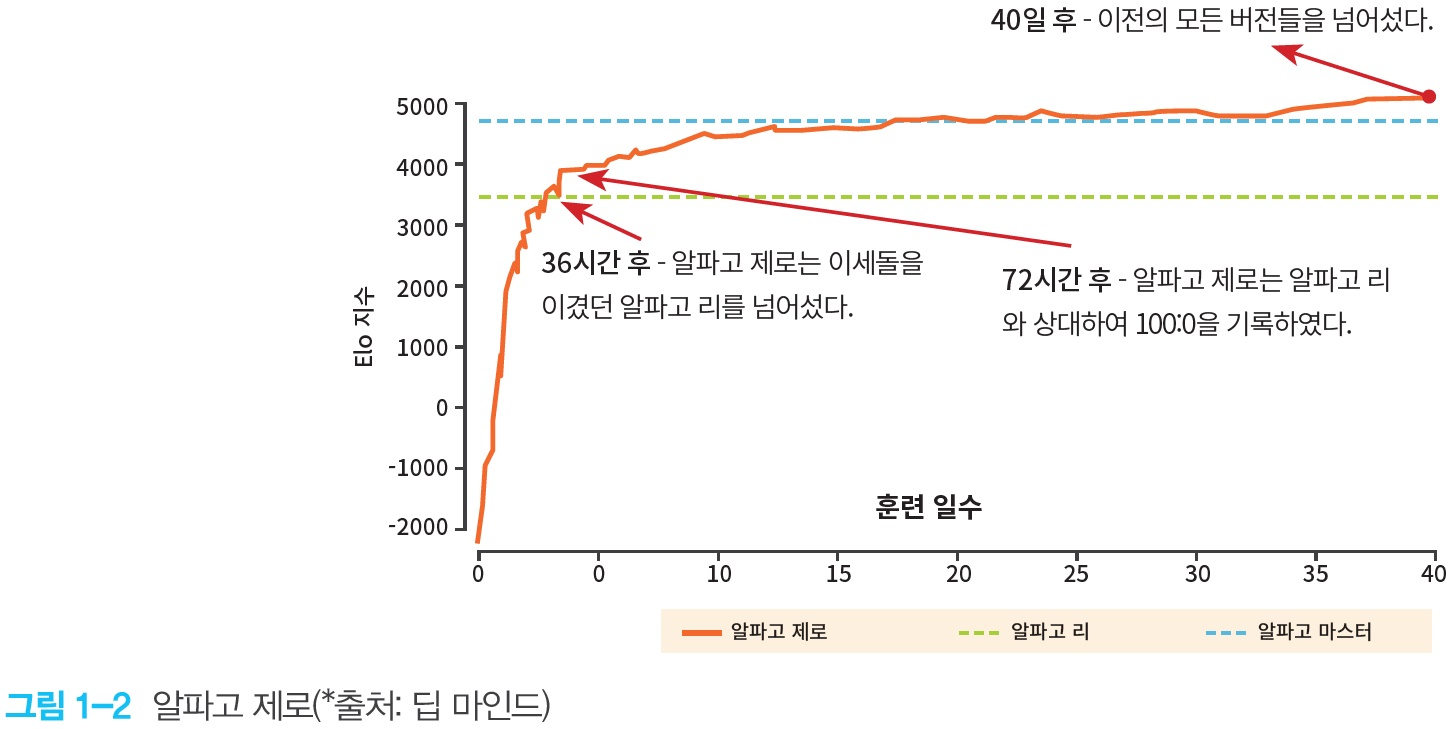 40일 후 - 이전의 모든 버전들을 넘어섰다.
5000
4000
3000
2000
1000
0
-1000
-2000
Elo 지수
36시간 후 - 알파고 제로는 이세돌을
이겼던 알파고 리를 넘어섰다.
72시간 후 - 알파고 제로는 알파고 리
와 상대하여 100:0을 기록하였다.
훈련 일수
0 0 10 15 20 25 30 35 40
알파고 제로 알파고 리 알파고 마스터
그림 1-2 알파고 제로(*출처: 딥 마인드)